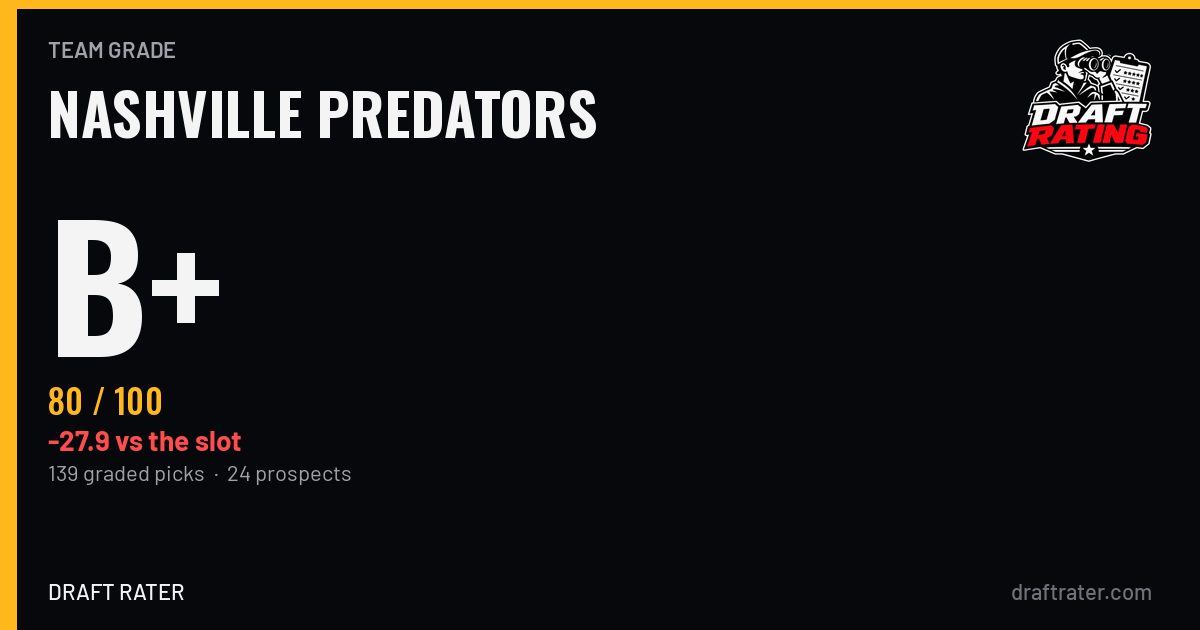 TEAM GRADE
NASHVILLE PREDATORS
DRAFT
RATING
B+
80 / 100
-27.9 vs the slot
139 graded picks · 24 prospects
DRAFT RATER
draftrater.com